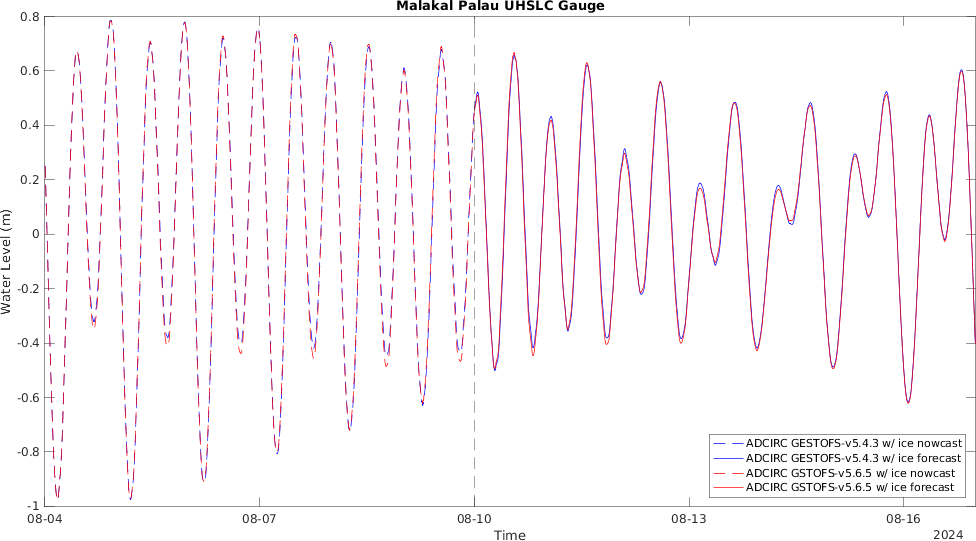 Malakal Palau UHSLC Gauge
0.8
0.6
0.4
0.2
0
-0.2
-0.4
-0.6
-0.8
-1
Water Level (m)
08-04 08-07 08-10 08-13 08-16
Time
2024
ADCIRC GESTOFS-v5.4.3 w/ ice nowcast
ADCIRC GESTOFS-v5.4.3 w/ ice forecast
ADCIRC GSTOFS-v5.6.5 w/ ice nowcast
ADCIRC GSTOFS-v5.6.5 w/ ice forecast